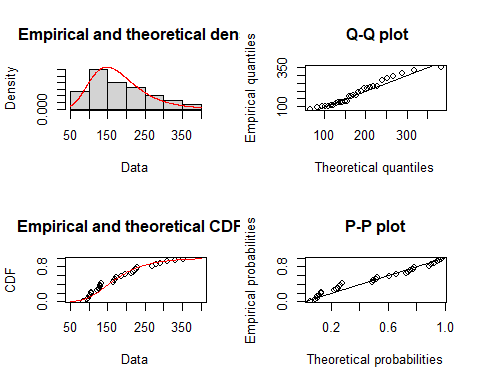 Empirical and theoretical den
Density
0.000
50 150 250 350
Data
Q-Q plot
Empirical quantiles
100 350
100 200 300
Theoretical quantiles
Empirical and theoretical CDF
CDF
0.0 0.8
50 150 250 350
Data
P-P plot
Empirical probabilities
0.0 0.8
0.2 0.6 1.0
Theoretical probabilities